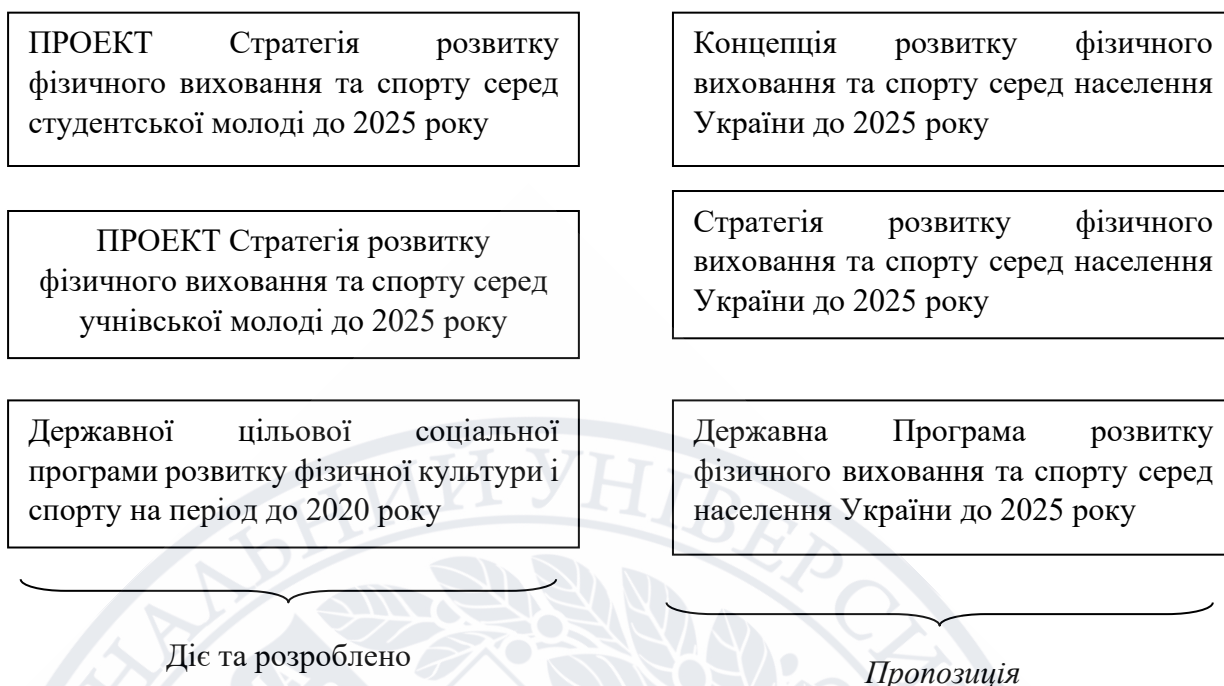 ПРОЕКТ Стратегія розвитку
фізичного виховання та спорту серед
студентської молоді до 2025 року
ПРОЕКТ Стратегія розвитку
фізичного виховання та спорту серед
учнівської молоді до 2025 року
Державної цільової соціальної
програми розвитку фізичної культури і
спорту на період до 2020 року
Діє та розроблено
Концепція розвитку фізичного
виховання та спорту серед населення
України до 2025 року
Стратегія розвитку фізичного
виховання та спорту серед населення
України до 2025 року
Державна Програма розвитку
фізичного виховання та спорту серед
населення України до 2025 року
Пропозиція